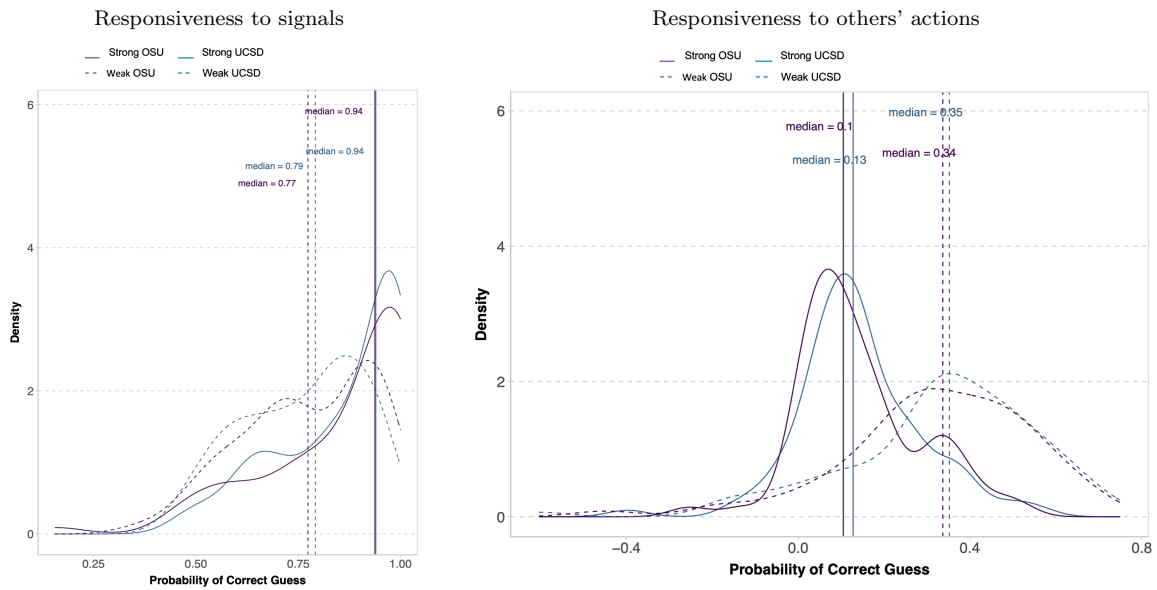 Responsiveness to signals
Strong OSU
Strong UCSD
Weak OSU
Weak UCSD
6
4
2
0
median = 0.94
median = 0.94
median = 0.79
median = 0.77
Density
0.25
0.50
0.75
1.00
Probability of Correct Guess
Responsiveness to others’ actions
Strong OSU
Strong UCSD
Weak OSU
Weak UCSD
6
4
2
0
median = 0.35
median = 0.1
median = 0.34
median = 0.13
Density
−0.4
0.0
0.4
0.8
Probability of Correct Guess